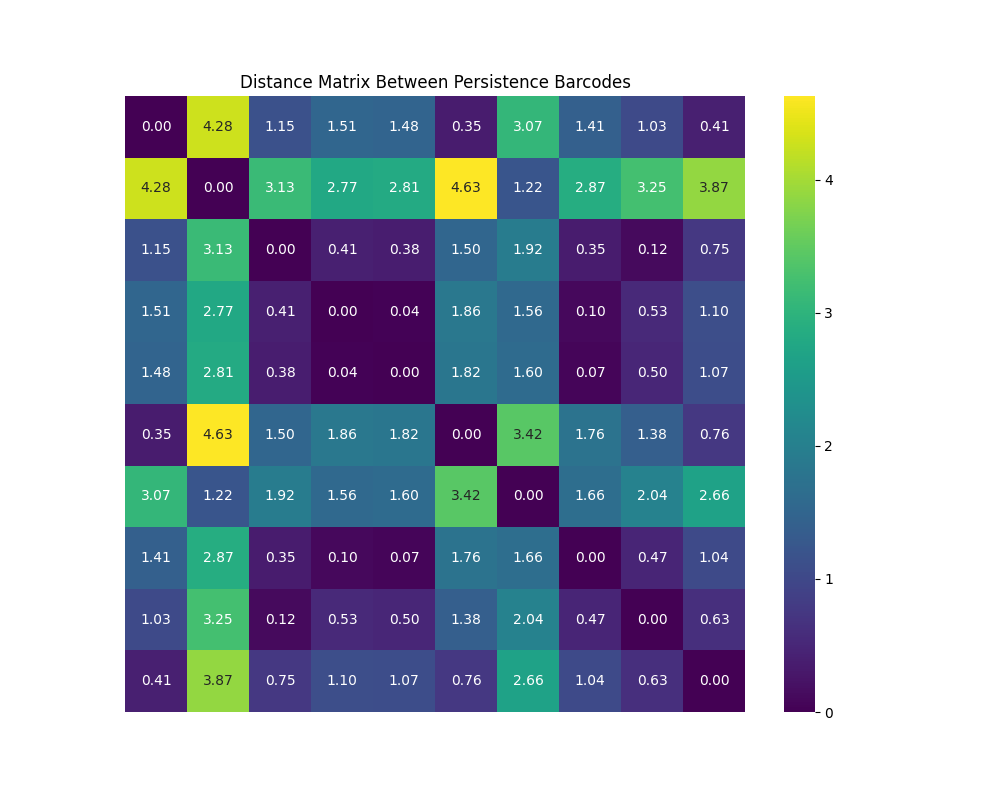 Distance Matrix Between Persistence Barcodes
0.00 4.28 1.15 1.51 1.48 0.35 3.07 1.41 1.03 0.41
4.28 0.00 3.13 2.77 2.81 4.63 1.22 2.87 3.25 3.87
1.15 3.13 0.00 0.41 0.38 1.50 1.92 0.35 0.12 0.75
1.51 2.77 0.41 0.00 0.04 1.86 1.56 0.10 0.53 1.10
1.48 2.81 0.38 0.04 0.00 1.82 1.60 0.07 0.50 1.07
0.35 4.63 1.50 1.86 1.82 0.00 3.42 1.76 1.38 0.76
3.07 1.22 1.92 1.56 1.60 3.42 0.00 1.66 2.04 2.66
1.41 2.87 0.35 0.10 0.07 1.76 1.66 0.00 0.47 1.04
1.03 3.25 0.12 0.53 0.50 1.38 2.04 0.47 0.00 0.63
0.41 3.87 0.75 1.10 1.07 0.76 2.66 1.04 0.63 0.00
4
3
2
1
0